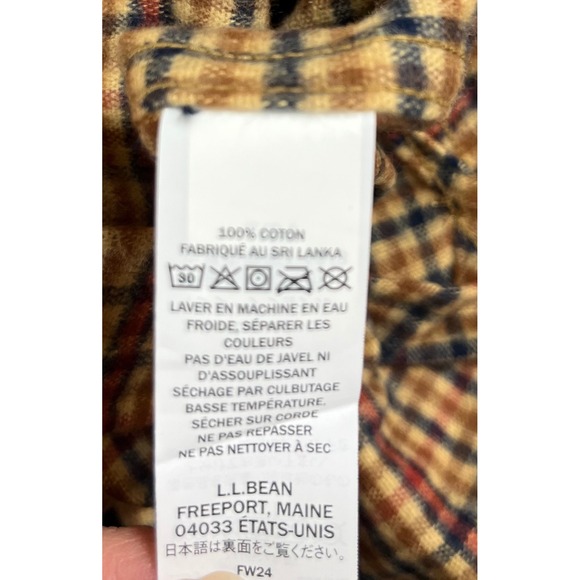 100% COTON
FABRIQUÉ AU SRI LANKA
30
LAVER EN MACHINE EN EAU
FROIDE, SÉPARER LES
COULEURS
PAS D'EAU DE JAVEL NI
D'ASSOUPLISSANT
SÉCHAGE PAR CULBUTAGE
BASSE TEMPÉRATURE,
SÉCHER SUR CORDE
NE PAS REPASSER
NE PAS NETTOYER À SEC
L.L.BEAN
FREEPORT, MAINE
04033 ÉTATS-UNIS
日本語は裏面をご覧ください。
FW24